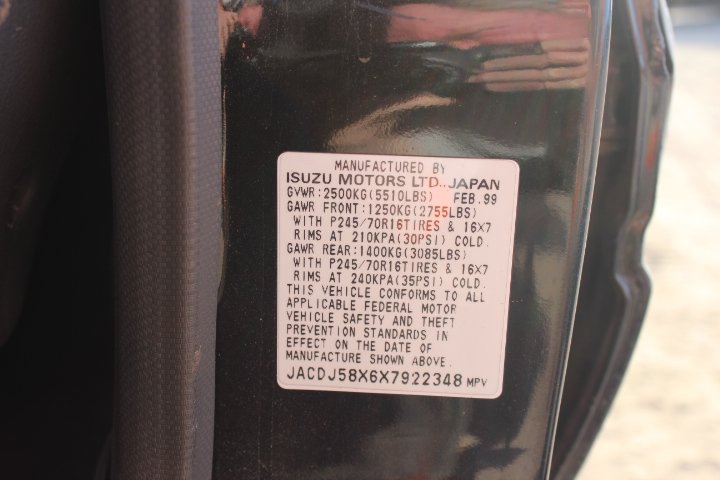 MANUFACTURED BY
ISUZU MOTORS LTD., JAPAN
GVWR:2500KG(5510LBS) FEB.99
GAWR FRONT:1250KG(2755LBS)
WITH P245/70R16TIRES & 16X7
RIMS AT 210KPA(30PSI) COLD.
GAWR REAR:1400KG(3085LBS)
WITH P245/70R16TIRES & 16X7
RIMS AT 240KPA(35PSI) COLD.
THIS VEHICLE CONFORMS TO ALL
APPLICABLE FEDERAL MOTOR
VEHICLE SAFETY AND THEFT
PREVENTION STANDARDS IN
EFFECT ON THE DATE OF
MANUFACTURE SHOWN ABOVE.
JACDJ58X6X7922348 MPV